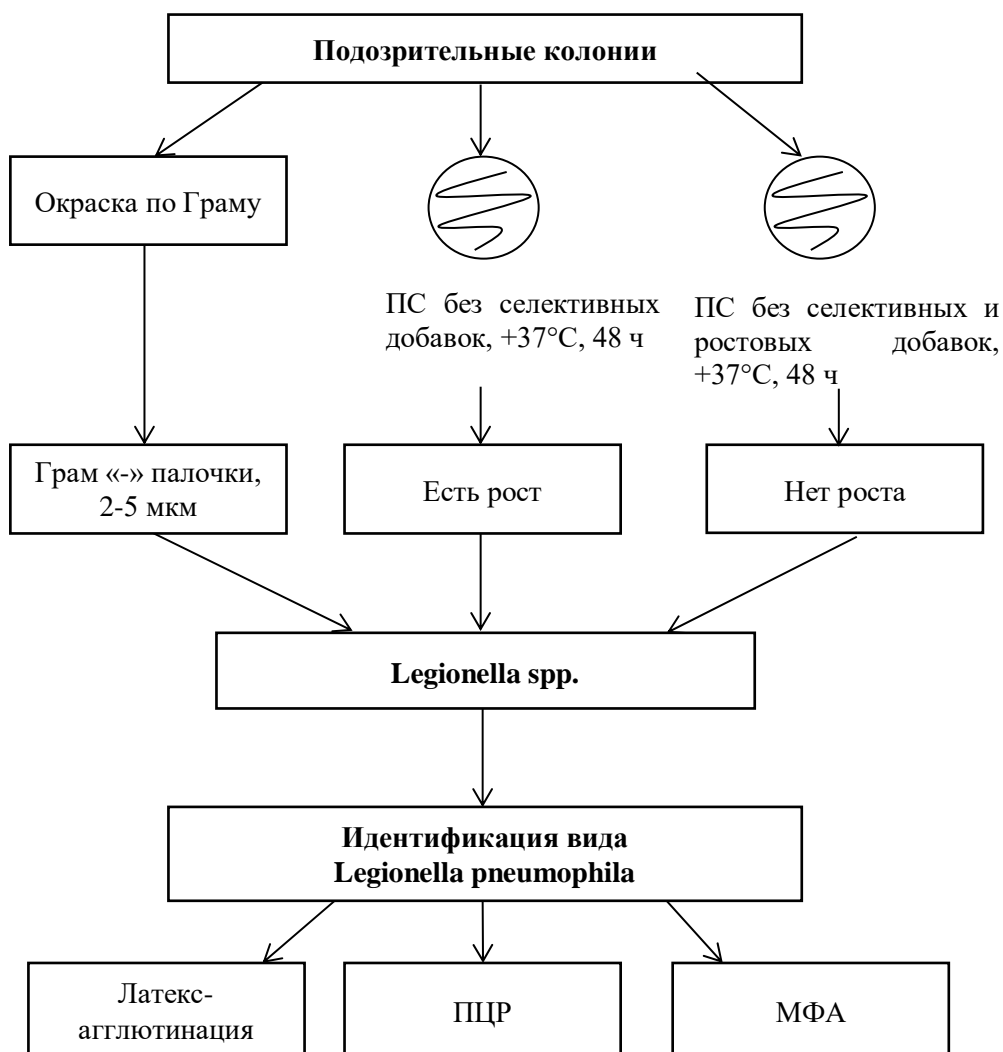 Подозрительные колонии
Окраска по Граму
ПС без селективных
добавок, +37°С, 48 ч
ПС без селективных и
ростовых добавок,
+37°С, 48 ч
Грам «-» палочки,
2-5 мкм
Есть рост
Нет роста
Legionella spp.
Идентификация вида
Legionella pneumophila
Латекс-
агглютинация
ПЦР
МФА